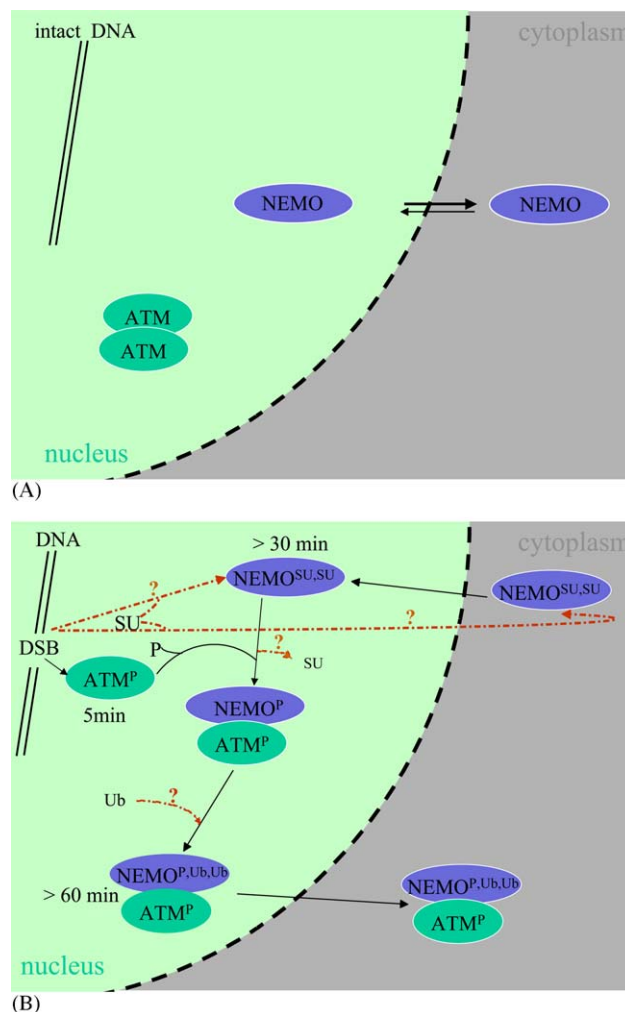 intact DNA
cytoplasm
NEMO
NEMO
ATM
ATM
nucleus
(A)
DNA
cytoplasm
> 30 min
?
NEMO^SU,SU
NEMO^SU,SU
SU
?
DSB
P
?
SU
ATM^P
5min
NEMO^P
ATM^P
Ub
?
NEMO^P,Ub,Ub
> 60 min
ATM^P
NEMO^P,Ub,Ub
ATM^P
nucleus
(B)